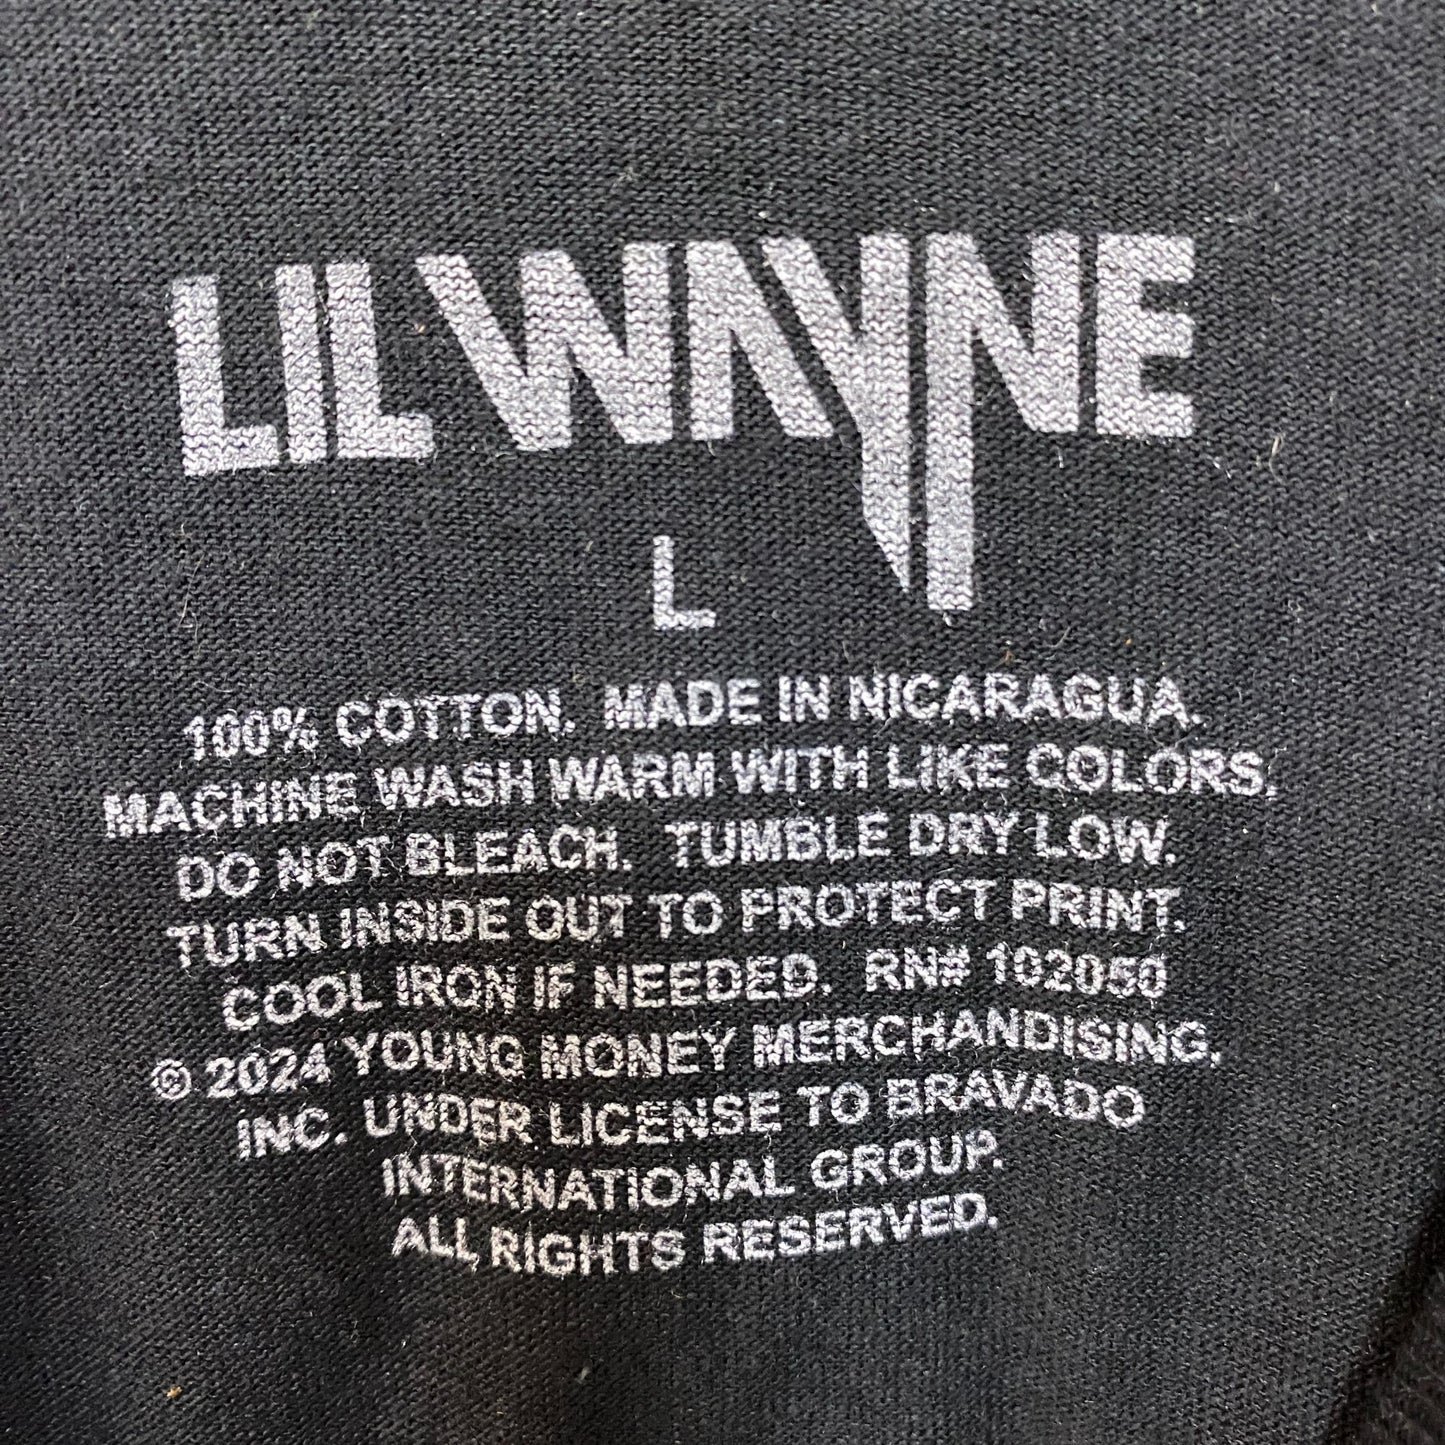 LIL WAYNE
L
100% COTTON. MADE IN NICARAGUA.
MACHINE WASH WARM WITH LIKE COLORS.
DO NOT BLEACH. TUMBLE DRY LOW.
TURN INSIDE OUT TO PROTECT PRINT.
COOL IRON IF NEEDED. RN# 102050
© 2024 YOUNG MONEY MERCHANDISING,
INC. UNDER LICENSE TO BRAVADO
INTERNATIONAL GROUP.
ALL RIGHTS RESERVED.